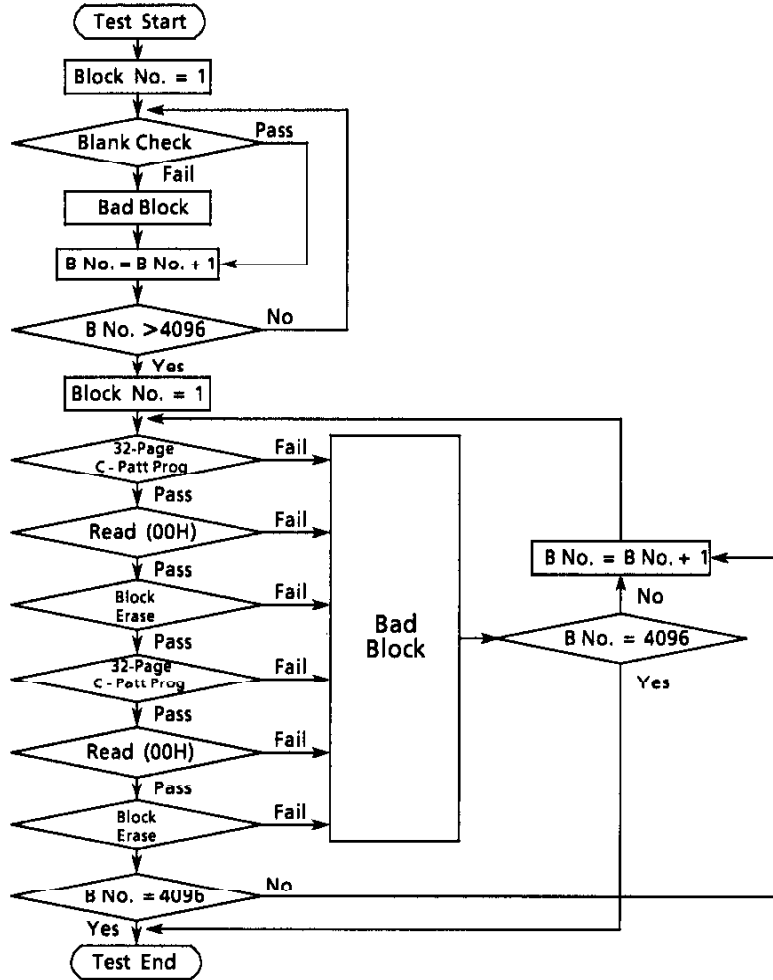 Test Start
Block No. = 1
Blank Check
Pass
Fail
Bad Block
B No. = B No. + 1
B No. > 4096
No
Yes
Block No. = 1
32-Page
C - Patt Prog
Fail
Pass
Read (00H)
Fail
Pass
Block
Erase
Fail
Pass
32-Page
C - Patt Prog
Fail
Pass
Read (00H)
Fail
Pass
Block
Erase
Fail
Bad
Block
B No. = B No. + 1
No
B No. = 4096
Yes
B No. = 4096
No
Yes
Test End